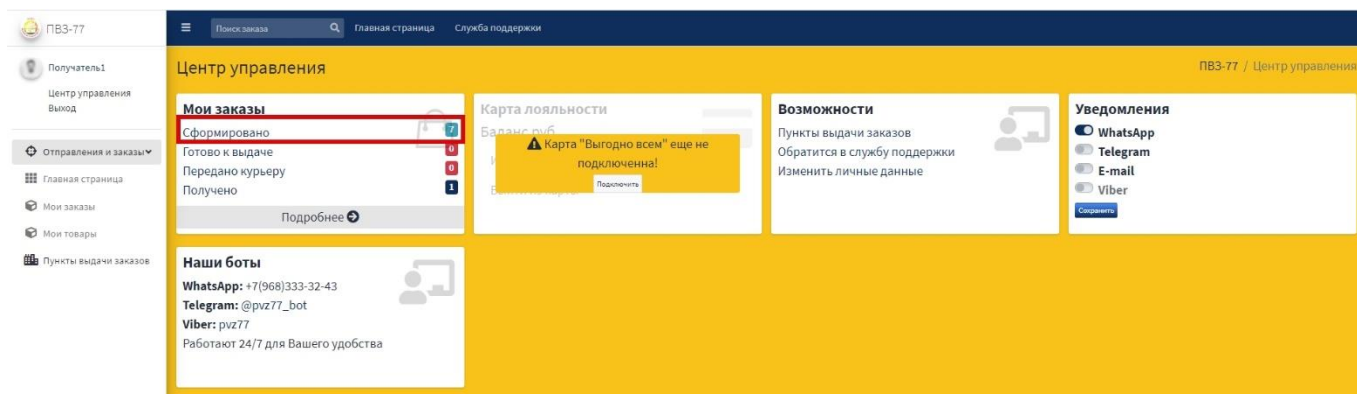 ПВЗ-77
Поиск заказа
Главная страница
Служба поддержки
Получатель1
Центр управления
Выход
Отправления и заказы
Главная страница
Мои заказы
Мои товары
Пункты выдачи заказов
Центр управления
ПВЗ-77 / Центр управления
Мои заказы
Сформировано 7
Готово к выдаче 0
Передано курьеру 0
Получено 1
Подробнее
Карта лояльности
Баланс руб
Карта "Выгодно всем" еще не
подключенна!
Подключить
Возможности
Пункты выдачи заказов
Обратится в службу поддержки
Изменить личные данные
Уведомления
WhatsApp
Telegram
E-mail
Viber
Сохранить
Наши боты
WhatsApp: +7(968)333-32-43
Telegram: @pvz77_bot
Viber: pvz77
Работают 24/7 для Вашего удобства